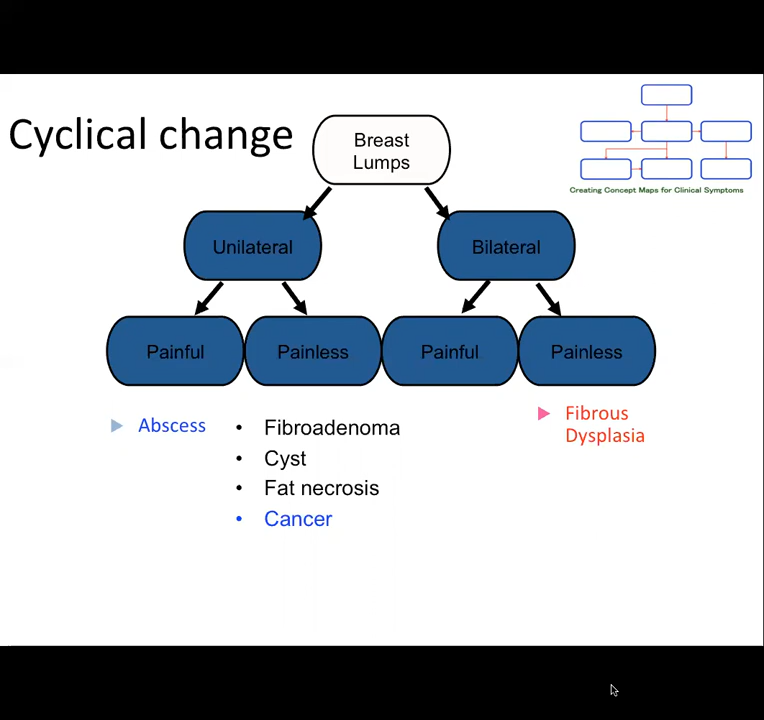 Cyclical change
Breast
Lumps
Creating Concept Maps for Clinical Symptoms
Unilateral
Bilateral
Painful
Painless
Painful
Painless
Abscess
• Fibroadenoma
• Cyst
• Fat necrosis
• Cancer
Fibrous
Dysplasia